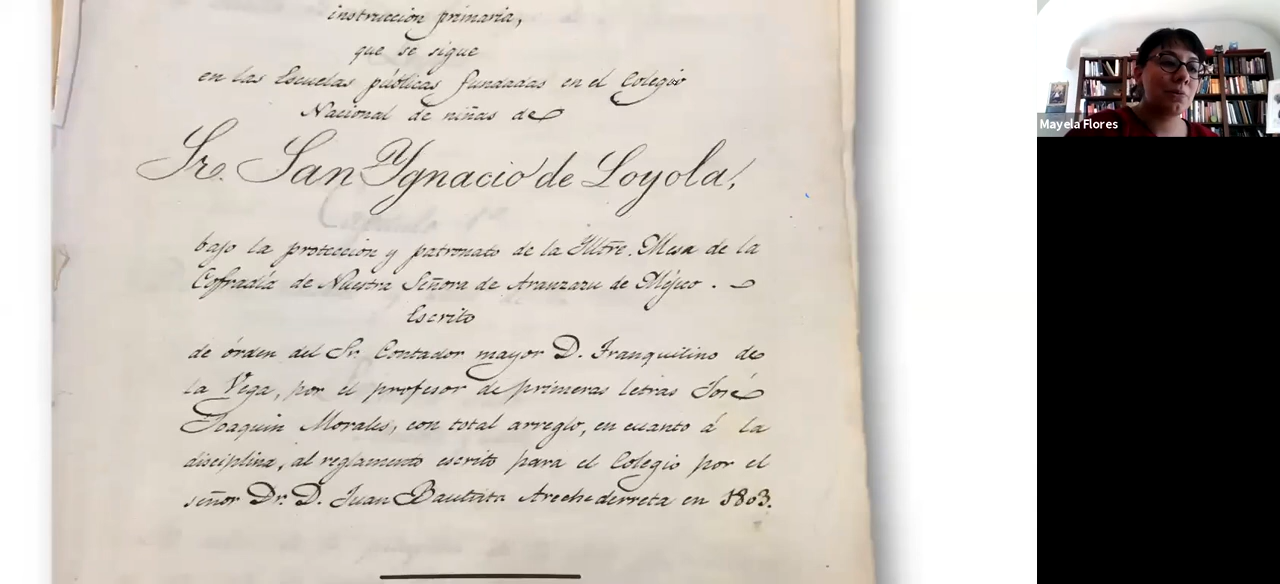 instruccion primaria,
que se sigue
en las Escuelas públicas fundadas en el Colegio
Nacional de niñas de
Sr. San Ygnacio de Loyola,
bajo la proteccion y patronato de la Illtre. Mesa de la
Cofradía de Nuestra Señora de Aranzazu de Méjico.
Escrito
de órden del Sr. Contador mayor D. Tranquilino de
la Vega, por el profesor de primeras letras José
Joaquin Morales, con total arreglo, en cuanto á la
disciplina, al reglamento escrito para el Colegio por el
señor Dr. D. Juan Bautista Arechederreta en 1803.
Mayela Flores